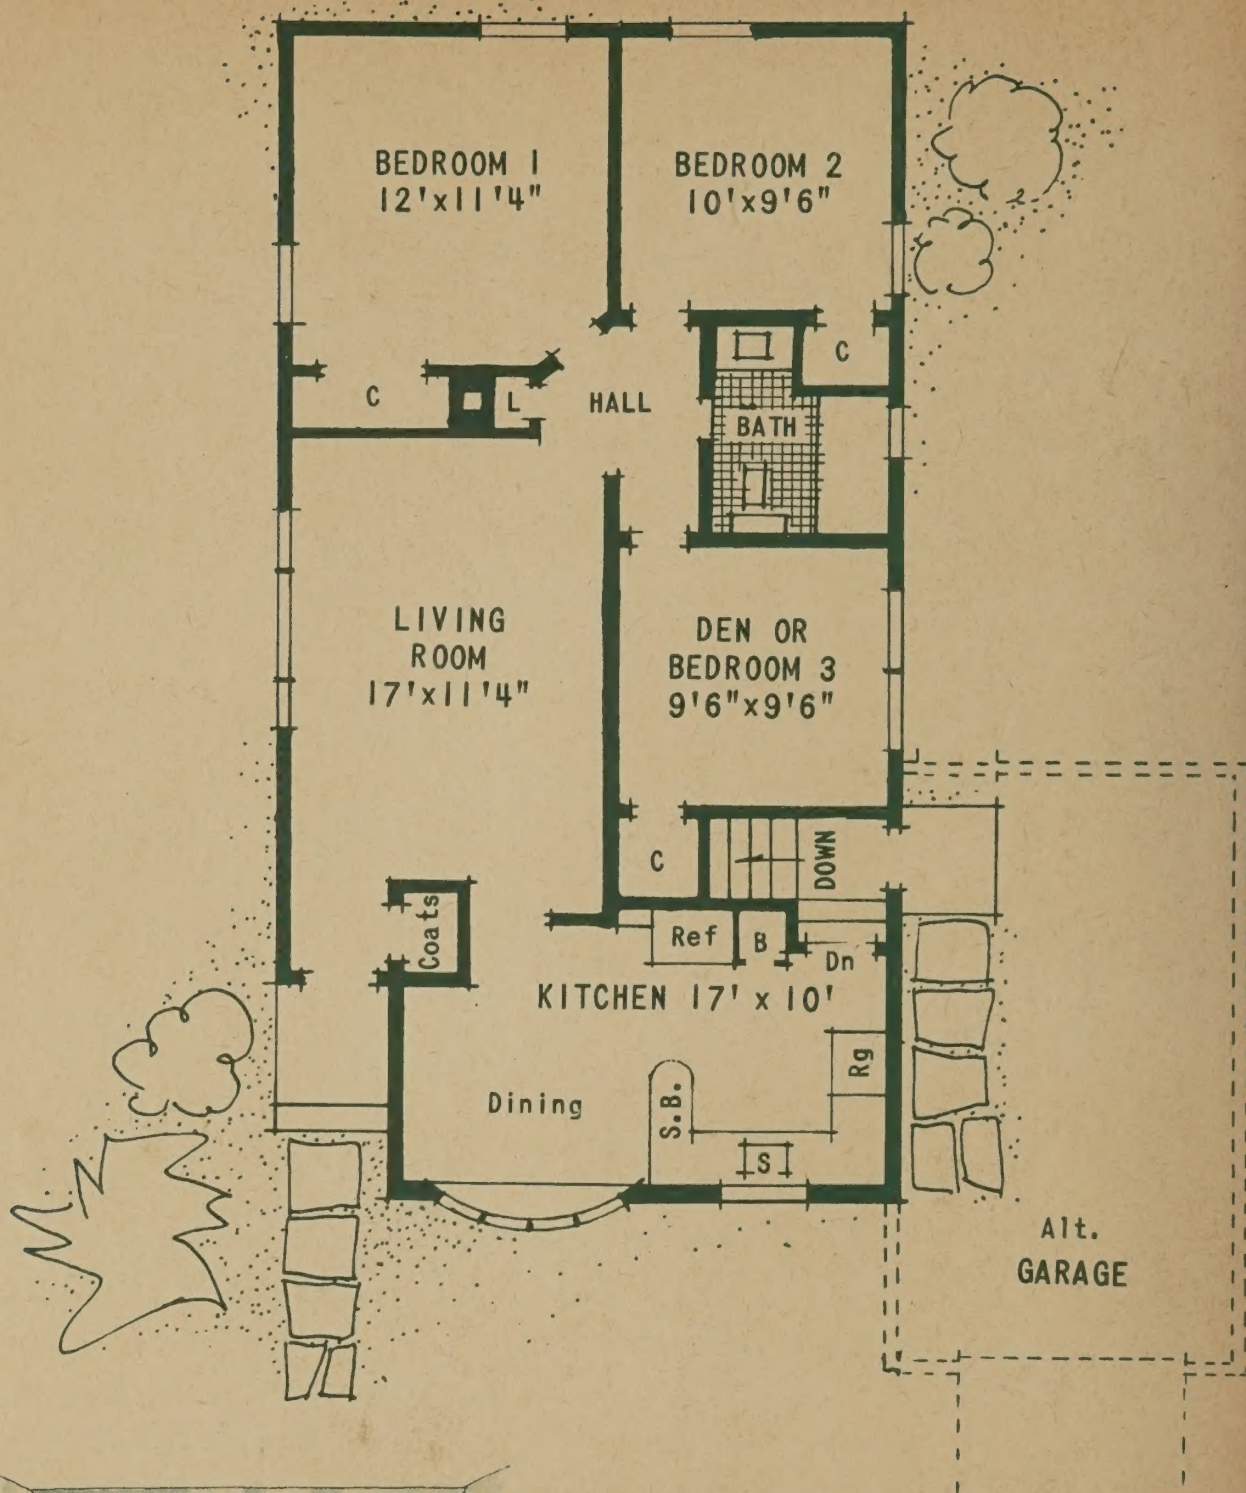 BEDROOM 1
12'x11'4"
BEDROOM 2
10'x9'6"
C
C
L
HALL
BATH
LIVING
ROOM
17'x11'4"
DEN OR
BEDROOM 3
9'6"x9'6"
C
DOWN
Coats
Ref
B
Dn
KITCHEN 17' x 10'
Rg
Dining
S.B.
S
Alt.
GARAGE